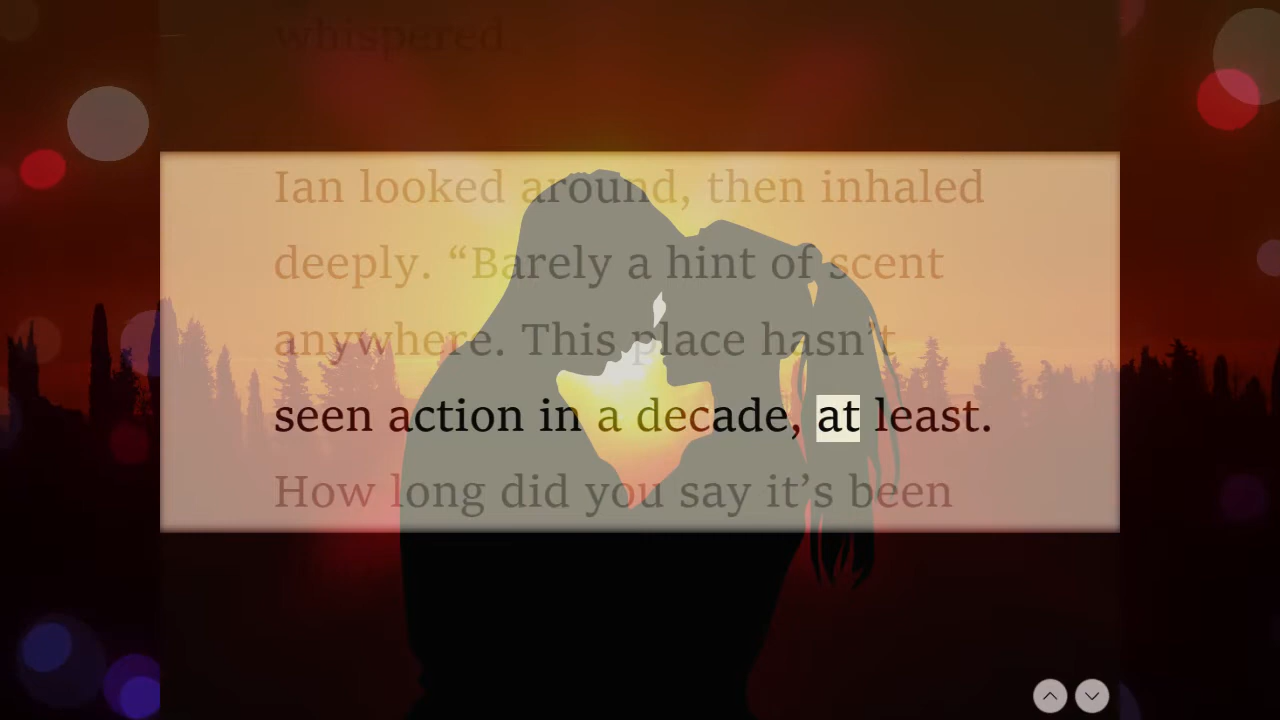 whispered
Ian looked around, then inhaled
deeply. “Barely a hint of scent
anywhere. This place hasn’t
seen action in a decade, at least.
How long did you say it’s been